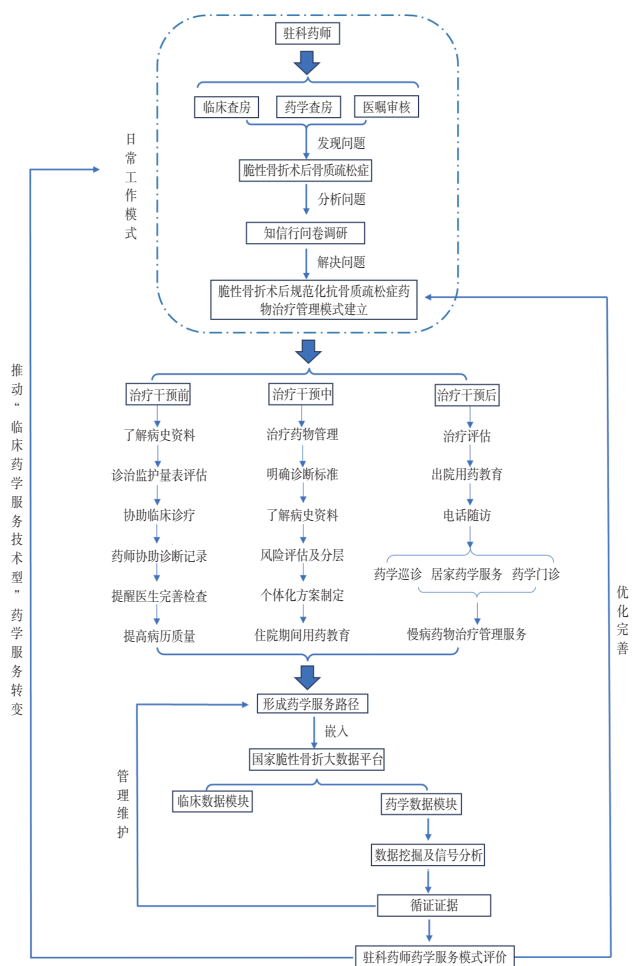 驻科药师
临床查房
药学查房
医嘱审核
发现问题
脆性骨折术后骨质疏松症
分析问题
知信行问卷调研
解决问题
脆性骨折术后规范化抗骨质疏松症药
物治疗管理模式建立
日常工作模式
治疗干预前
治疗干预中
治疗干预后
了解病史资料
诊治监护量表评估
协助临床诊疗
药师协助诊断记录
提醒医生完善检查
提高病历质量
治疗药物管理
明确诊断标准
了解病史资料
风险评估及分层
个体化方案制定
住院期间用药教育
治疗评估
出院用药教育
电话随访
药学巡诊
居家药学服务
药学门诊
慢病药物治疗管理服务
形成药学服务路径
嵌入
国家脆性骨折大数据平台
临床数据模块
药学数据模块
数据挖掘及信号分析
循证证据
驻科药师药学服务模式评价
管理维护
推动“临床药学服务技术型”药学服务转变
优化完善